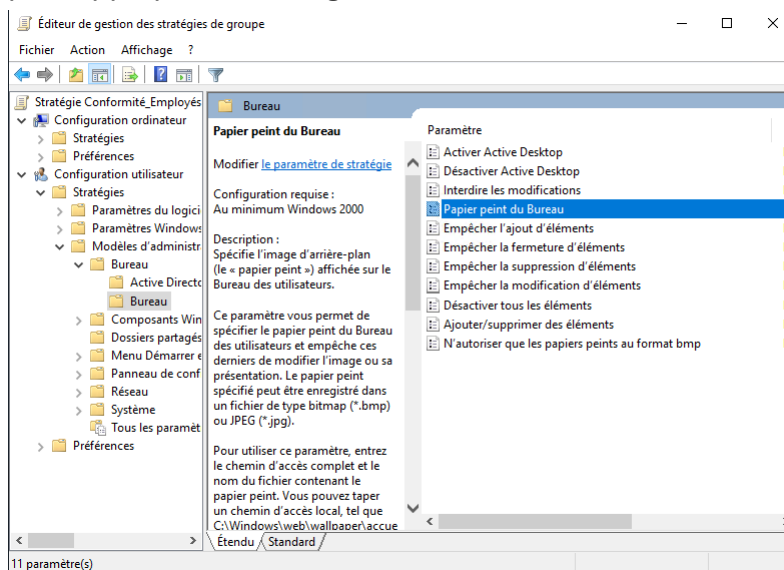 Éditeur de gestion des stratégies de groupe
Fichier Action Affichage ?
Stratégie Conformité_Employés
Configuration ordinateur
Stratégies
Préférences
Configuration utilisateur
Stratégies
Paramètres du logici
Paramètres Windows
Modèles d'administr
Bureau
Active Directo
Bureau
Composants Win
Dossiers partagés
Menu Démarrer e
Panneau de conf
Réseau
Système
Tous les paramèt
Préférences
Bureau
Papier peint du Bureau
Modifier le paramètre de stratégie
Configuration requise :
Au minimum Windows 2000
Description :
Spécifie l'image d'arrière-plan
(le « papier peint ») affichée sur le
Bureau des utilisateurs.
Ce paramètre vous permet de
spécifier le papier peint du Bureau
des utilisateurs et empêche ces
derniers de modifier l'image ou sa
présentation. Le papier peint
spécifié peut être enregistré dans
un fichier de type bitmap (*.bmp)
ou JPEG (*.jpg).
Pour utiliser ce paramètre, entrez
le chemin d'accès complet et le
nom du fichier contenant le
papier peint. Vous pouvez taper
un chemin d'accès local, tel que
C:\Windows\web\wallpaper\accue
Paramètre
Activer Active Desktop
Désactiver Active Desktop
Interdire les modifications
Papier peint du Bureau
Empêcher l'ajout d'éléments
Empêcher la fermeture d'éléments
Empêcher la suppression d'éléments
Empêcher la modification d'éléments
Désactiver tous les éléments
Ajouter/supprimer des éléments
N'autoriser que les papiers peints au format bmp
Étendu Standard
11 paramètre(s)